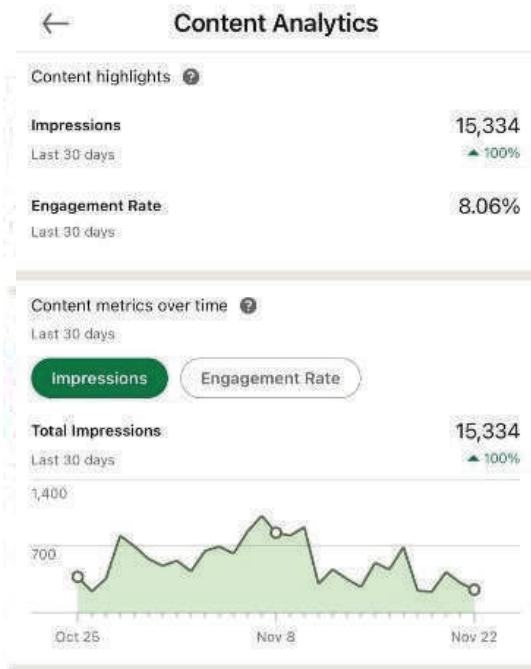 Content Analytics
Content highlights
Impressions 15,334
Last 30 days ▲ 100%
Engagement Rate 8.06%
Last 30 days
Content metrics over time
Last 30 days
Impressions Engagement Rate
Total Impressions 15,334
Last 30 days ▲ 100%
1,400
700
Oct 25 Nov 8 Nov 22